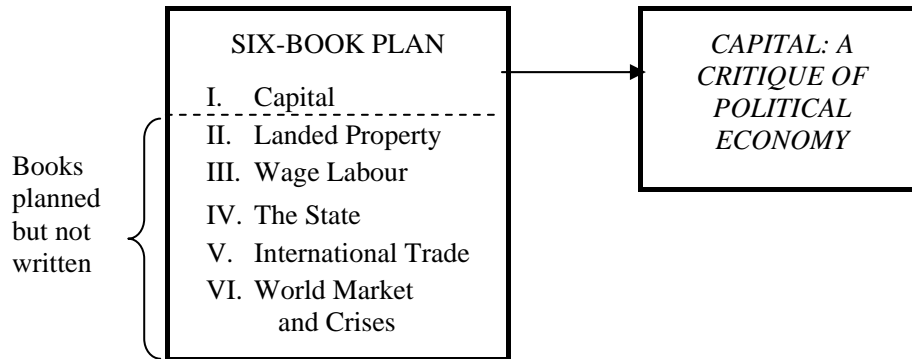 SIX-BOOK PLAN
I. Capital
II. Landed Property
III. Wage Labour
IV. The State
V. International Trade
VI. World Market
and Crises
Books
planned
but not
written
CAPITAL: A
CRITIQUE OF
POLITICAL
ECONOMY